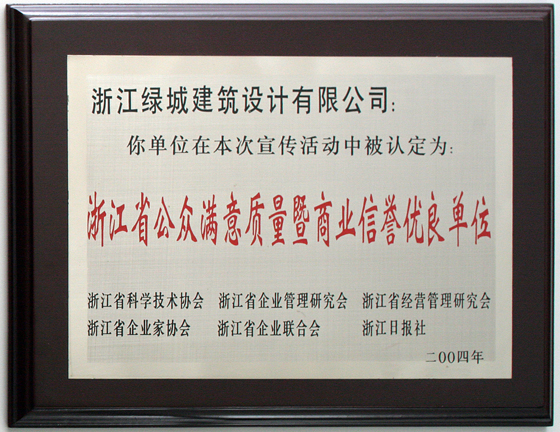 浙江绿城建筑设计有限公司:
你单位在本次宣传活动中被认定为:
浙江省公众满意质量暨商业信誉优良单位
浙江省科学技术协会 浙江省企业管理研究会 浙江省经营管理研究会
浙江省企业家协会 浙江省企业联合会 浙江日报社
二00四年